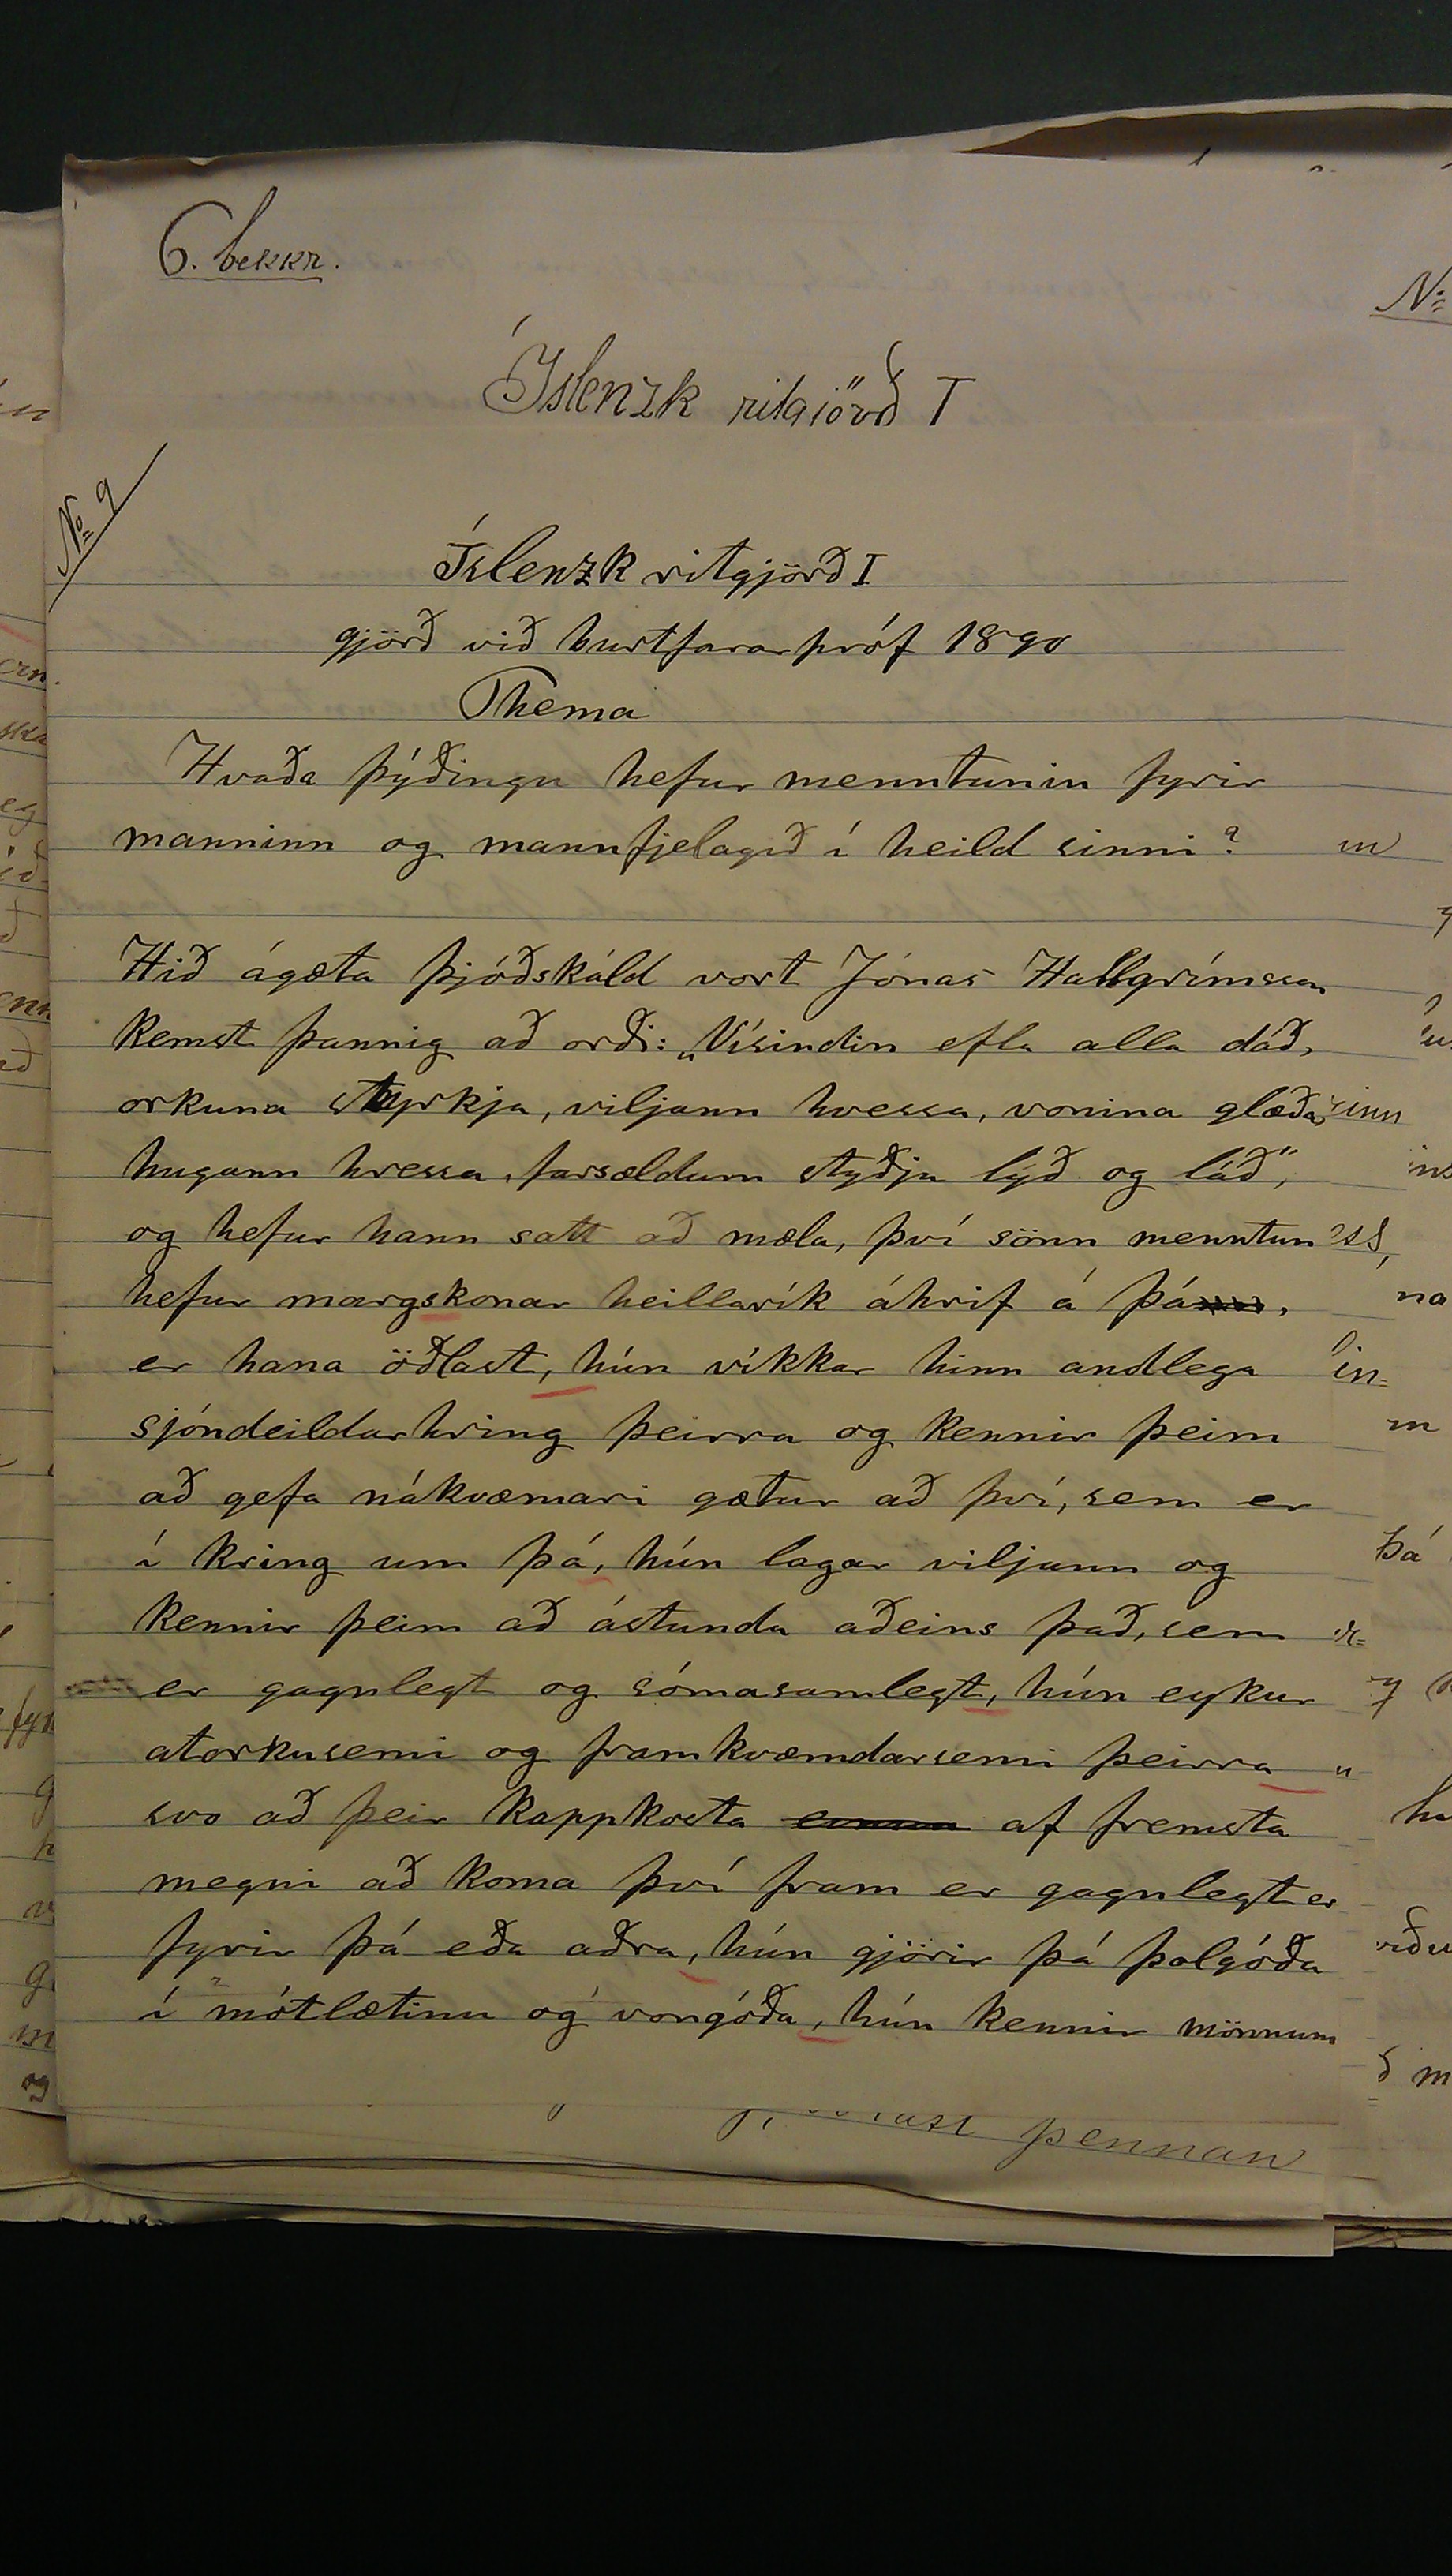 6. bekkr.
Íslenzk ritgiörð I
No 9
Íslenzk ritgjörð I
gjörð við burtfararpróf 1890
Thema
Hvaða þýðingu hefur menntunin fyrir
manninn og mannfjelagið í heild sinni?
Hið ágæta þjóðskáld vort Jónas Hallgrímsson
kemst þannig að orði: „Vísindin efla alla dáð,
orkuna styrkja, viljann hvessa, vonina glæða,
hugann hressa, farsældum styðja lýð og láð",
og hefur hann satt að mæla, því sönn menntun
hefur margskonar heillarík áhrif á þá,
er hana öðlast, hún víkkar hinn andlega
sjóndeildarhring þeirra og kennir þeim
að gefa nákvæmari gætur að því, sem er
í kring um þá, hún lagar viljann og
kennir þeim að ástunda aðeins það, sem
er gagnlegt og sómasamlegt, hún eykur
atorkusemi og framkvæmdarsemi þeirra
svo að þeir kappkosta af fremsta
megni að koma því fram er gagnlegt er
fyrir þá eða aðra, hún gjörir þá þolgóða
í mótlætinu og vongóða, hún kennir mönnum
þennan